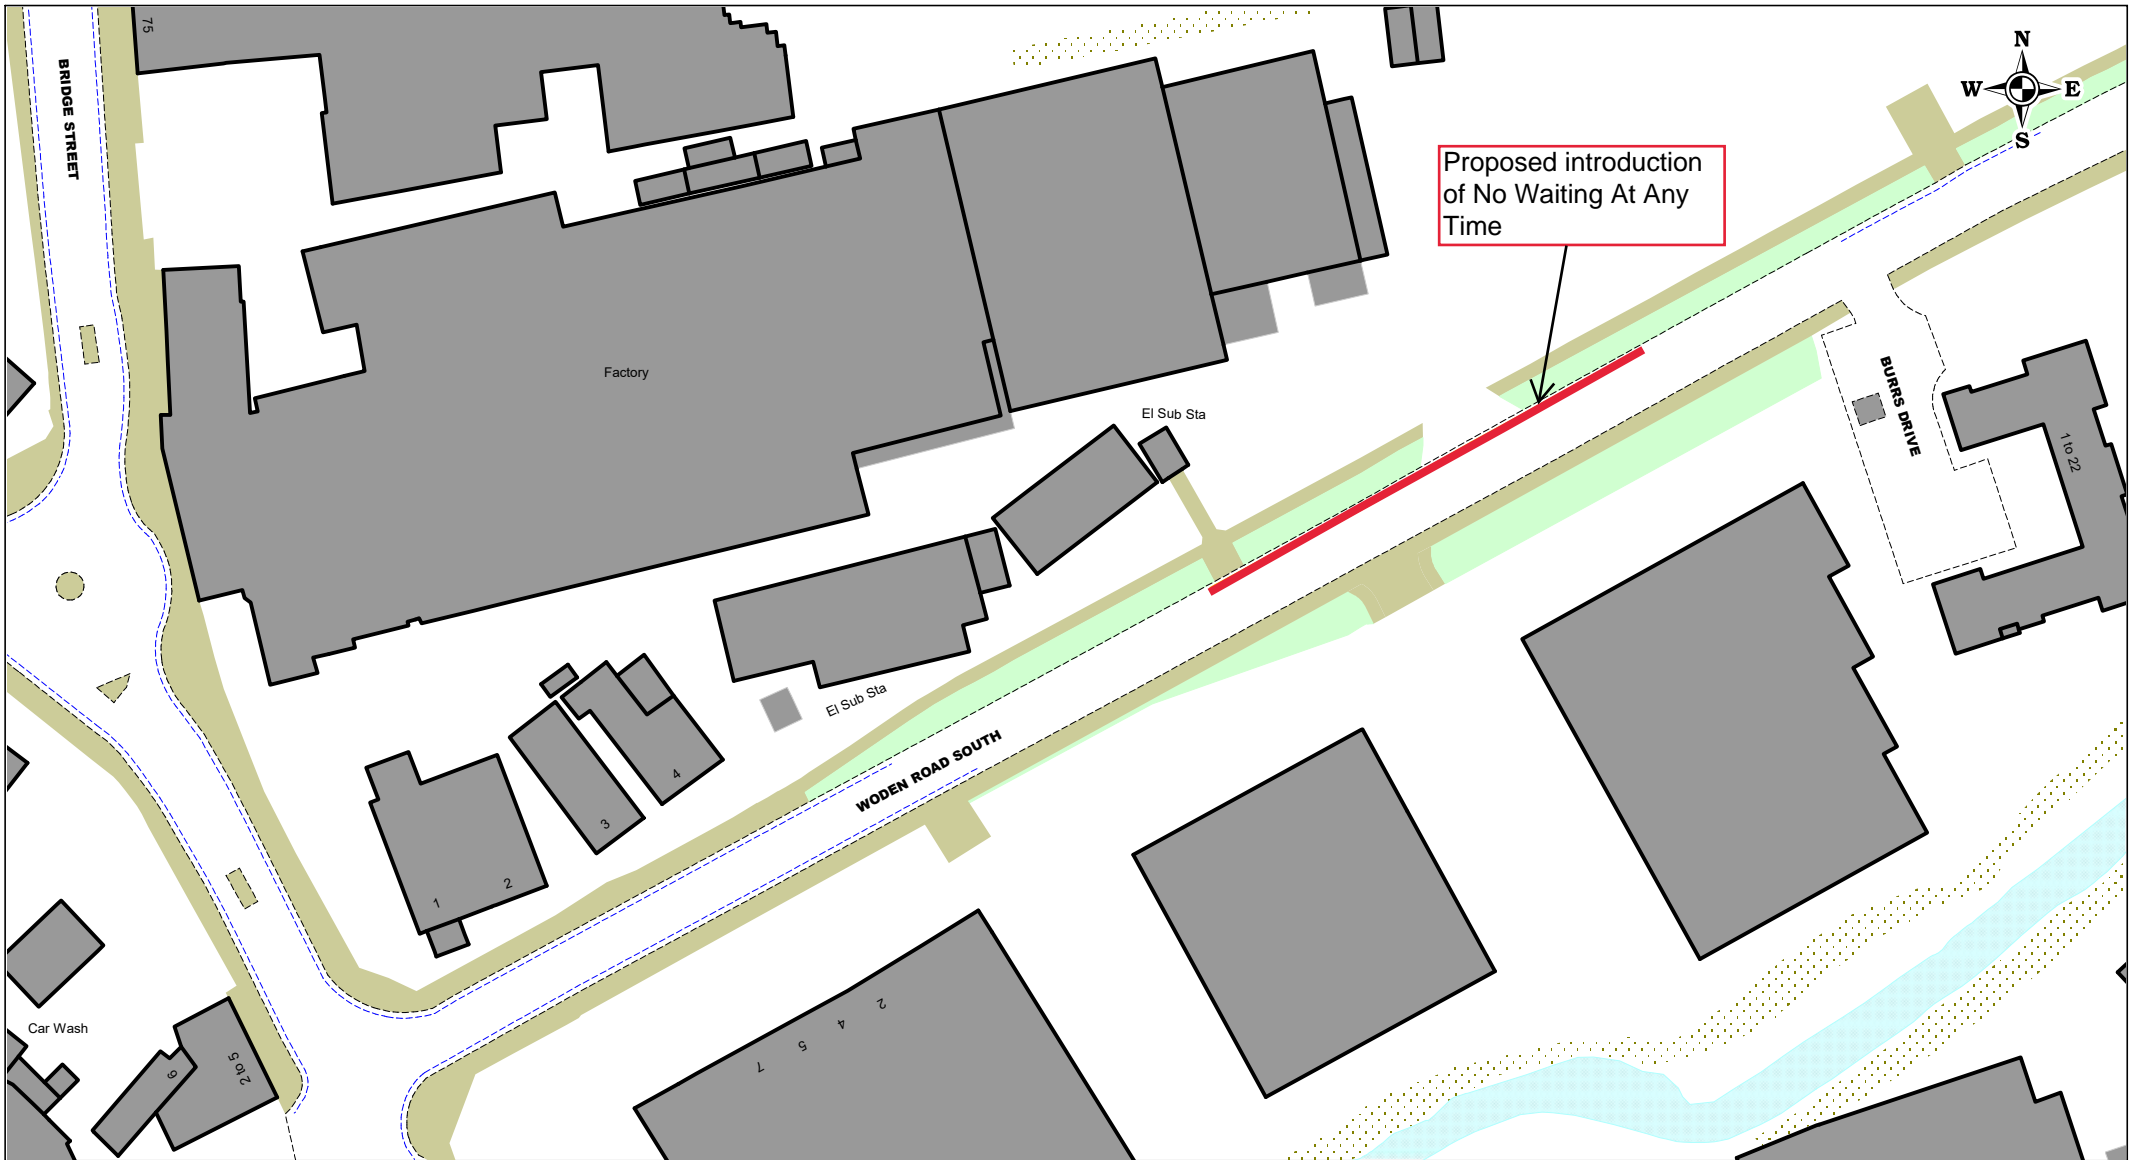 75
BRIDGE STREET
N
W E
S
Proposed introduction
of No Waiting At Any
Time
Factory
El Sub Sta
BURRS DRIVE
1 to 22
El Sub Sta
WODEN ROAD SOUTH
4
3
2
1
2
4
5
7
Car Wash
2 to 5
6